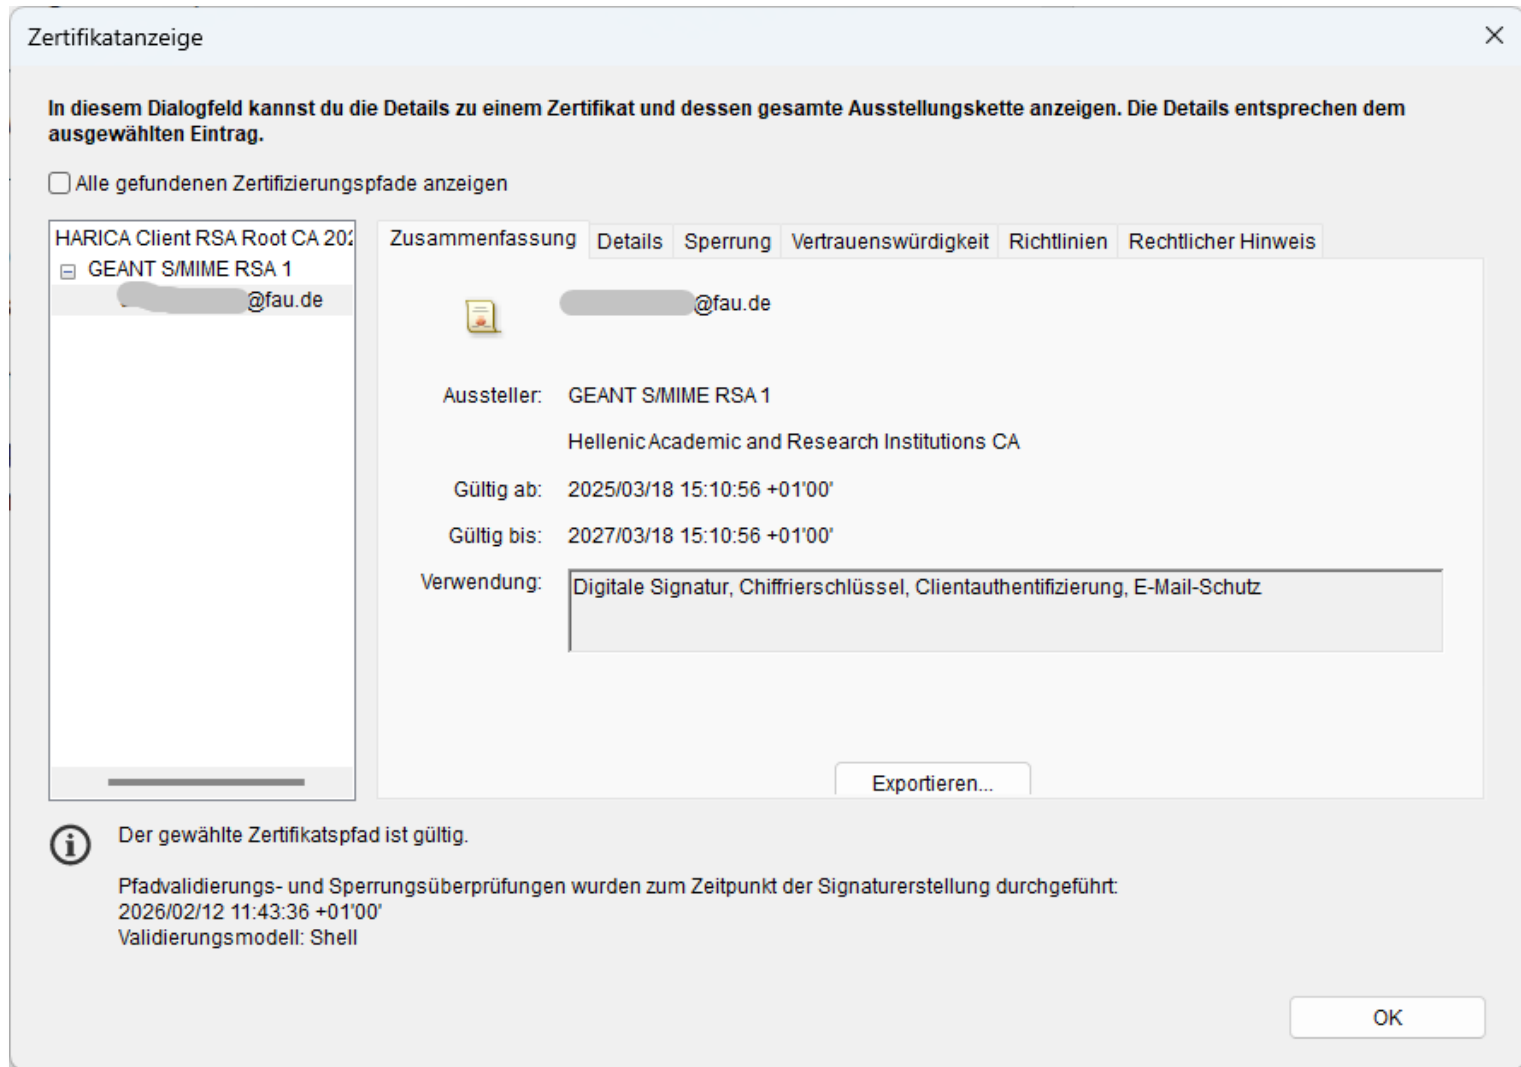 Zertifikatanzeige
In diesem Dialogfeld kannst du die Details zu einem Zertifikat und dessen gesamte Ausstellungskette anzeigen. Die Details entsprechen dem
ausgewählten Eintrag.
Alle gefundenen Zertifizierungspfade anzeigen
HARICA Client RSA Root CA 202
GEANT S/MIME RSA 1
@fau.de
Zusammenfassung Details Sperrung Vertrauenswürdigkeit Richtlinien Rechtlicher Hinweis
@fau.de
Aussteller: GEANT S/MIME RSA 1
Hellenic Academic and Research Institutions CA
Gültig ab: 2025/03/18 15:10:56 +01'00'
Gültig bis: 2027/03/18 15:10:56 +01'00'
Verwendung: Digitale Signatur, Chiffrierschlüssel, Clientauthentifizierung, E-Mail-Schutz
Exportieren...
Der gewählte Zertifikatspfad ist gültig.
Pfadvalidierungs- und Sperrungsüberprüfungen wurden zum Zeitpunkt der Signaturerstellung durchgeführt:
2026/02/12 11:43:36 +01'00'
Validierungsmodell: Shell
OK